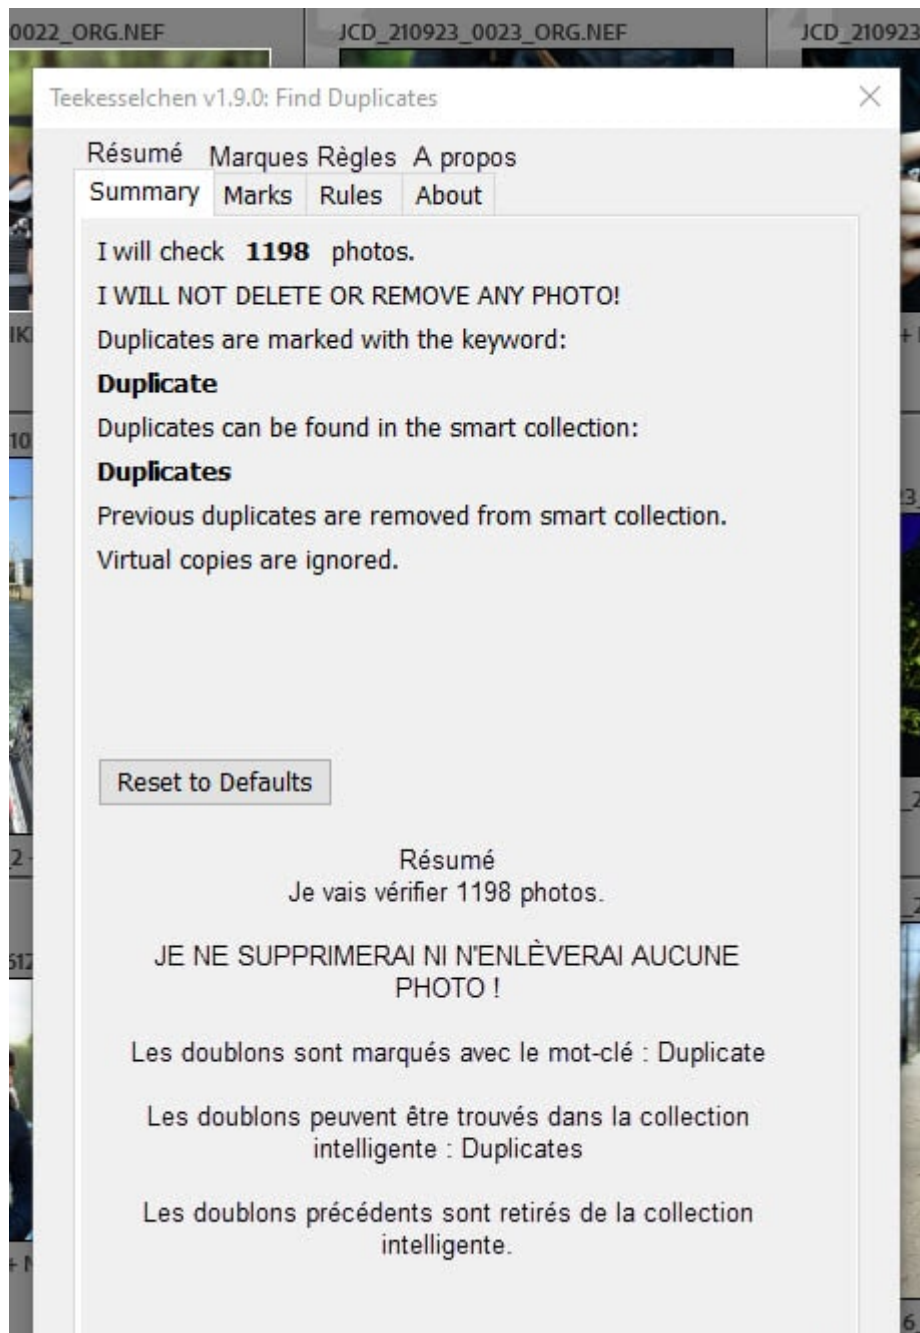 0022_ORG.NEF
JCD_210923_0023_ORG.NEF
JCD_210923
Teekesselchen v1.9.0: Find Duplicates
Résumé Marques Règles A propos
Summary Marks Rules About
I will check 1198 photos.
I WILL NOT DELETE OR REMOVE ANY PHOTO!
Duplicates are marked with the keyword:
Duplicate
Duplicates can be found in the smart collection:
Duplicates
Previous duplicates are removed from smart collection.
Virtual copies are ignored.
Reset to Defaults
Résumé
Je vais vérifier 1198 photos.
JE NE SUPPRIMERAI NI N'ENLÈVERAI AUCUNE
PHOTO !
Les doublons sont marqués avec le mot-clé : Duplicate
Les doublons peuvent être trouvés dans la collection
intelligente : Duplicates
Les doublons précédents sont retirés de la collection
intelligente.